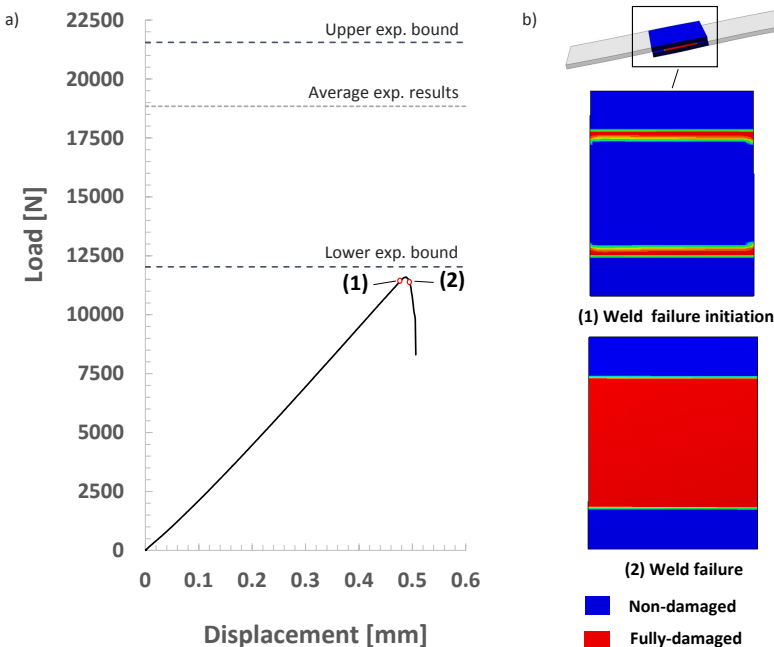 a)
22500
20000
17500
15000
12500
10000
7500
5000
2500
0
Load [N]
Upper exp. bound
Average exp. results
Lower exp. bound
(1)
(2)
0 0.1 0.2 0.3 0.4 0.5 0.6
Displacement [mm]
b)
(1) Weld failure initiation
(2) Weld failure
Non-damaged
Fully-damaged